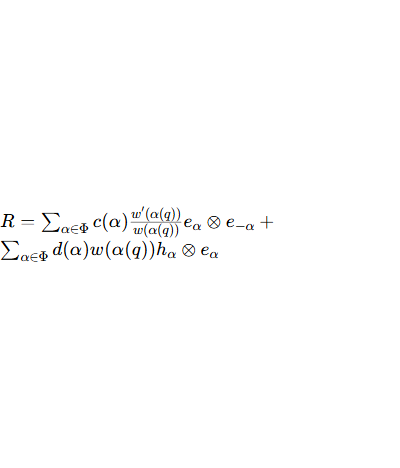 R = ∑_{α∈Φ} c(α) \frac{w′(α(q))}{w(α(q))} e_α ⊗ e_{−α} +
∑_{α∈Φ} d(α)w(α(q))h_α ⊗ e_α